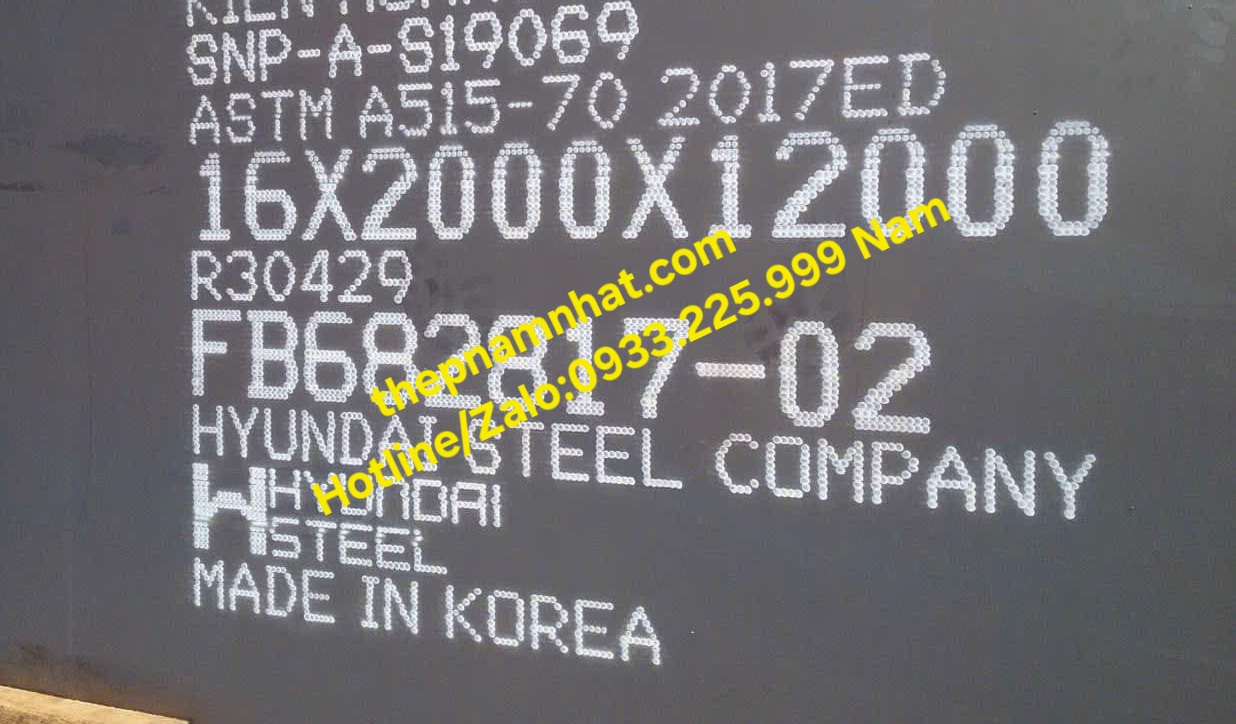 SNP-A-S19069
ASTM A515-70 2017ED
16X2000X12000
R30429
FB682817-02
thepnamnhat.com
Hotline/Zalo:0933.225.999 Nam
HYUNDAI STEEL COMPANY
HYUNDAI
STEEL
MADE IN KOREA